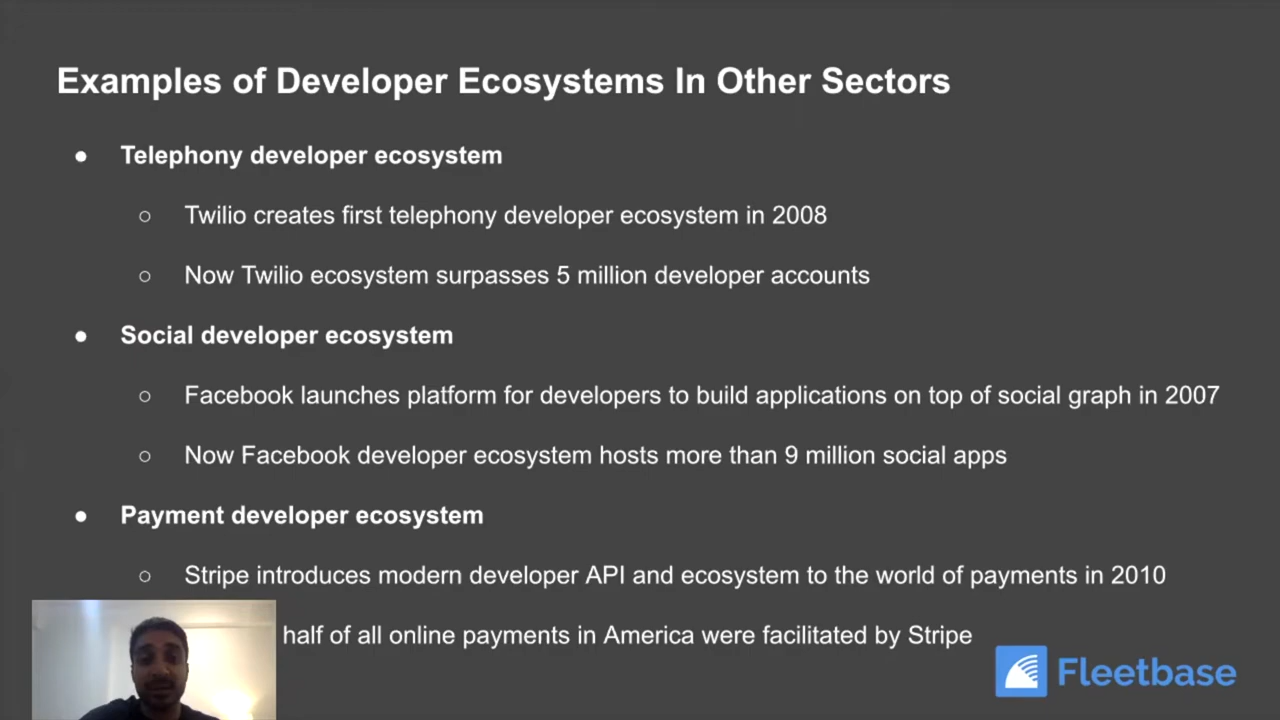 Examples of Developer Ecosystems In Other Sectors
● Telephony developer ecosystem
○ Twilio creates first telephony developer ecosystem in 2008
○ Now Twilio ecosystem surpasses 5 million developer accounts
● Social developer ecosystem
○ Facebook launches platform for developers to build applications on top of social graph in 2007
○ Now Facebook developer ecosystem hosts more than 9 million social apps
● Payment developer ecosystem
○ Stripe introduces modern developer API and ecosystem to the world of payments in 2010
half of all online payments in America were facilitated by Stripe
Fleetbase